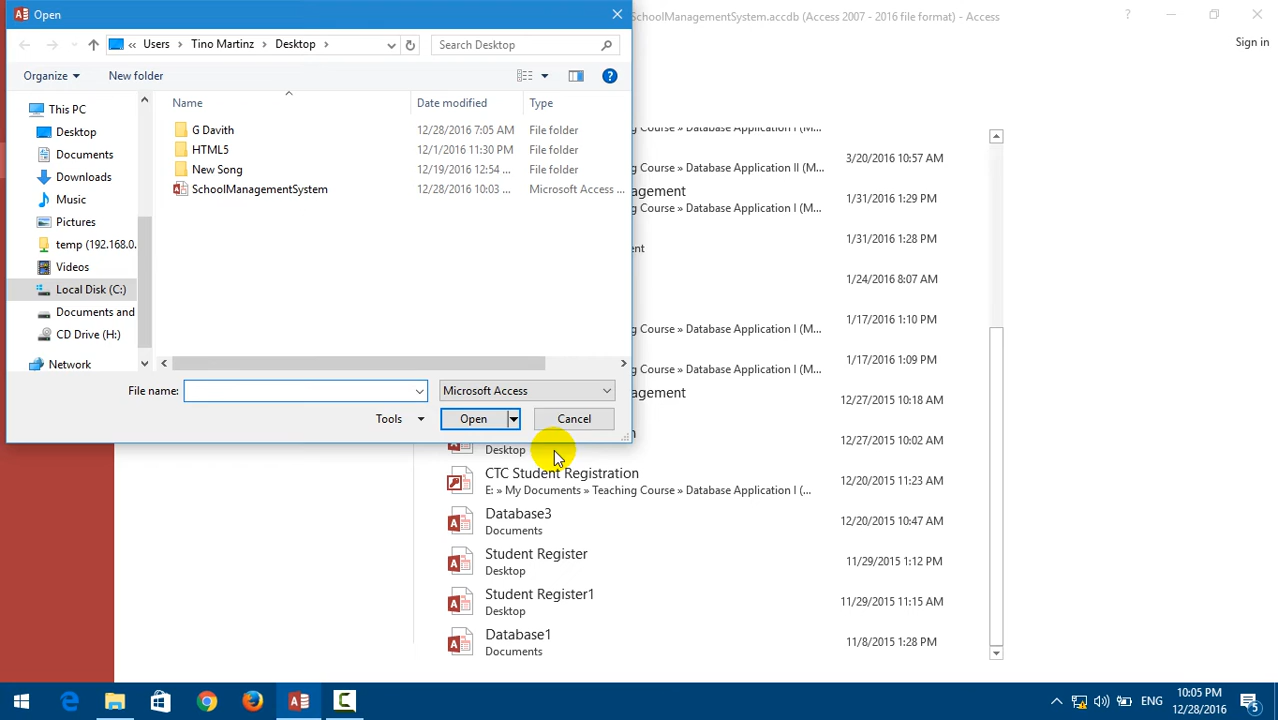 Open
SchoolManagementSystem.accdb (Access 2007 - 2016 file format) - Access
Sign in
« Users Tino Martinz Desktop
Search Desktop
Organize
New folder
This PC
Desktop
Documents
Downloads
Music
Pictures
temp (192.168.0.
Videos
Local Disk (C:)
Documents and
CD Drive (H:)
Network
Name Date modified Type
G Davith 12/28/2016 7:05 AM File folder
HTML5 12/1/2016 11:30 PM File folder
New Song 12/19/2016 12:54 ... File folder
SchoolManagementSystem 12/28/2016 10:03 ... Microsoft Access ...
File name:
Microsoft Access
Tools
Open
Cancel
g Course » Database Application I (M...
3/20/2016 10:57 AM
g Course » Database Application II (M...
agement
1/31/2016 1:29 PM
g Course » Database Application I (M...
1/31/2016 1:28 PM
ent
1/24/2016 8:07 AM
1/17/2016 1:10 PM
g Course » Database Application I (M...
1/17/2016 1:09 PM
g Course » Database Application I (M...
agement
12/27/2015 10:18 AM
12/27/2015 10:02 AM
Desktop
CTC Student Registration
12/20/2015 11:23 AM
E: » My Documents » Teaching Course » Database Application I (...
Database3
12/20/2015 10:47 AM
Documents
Student Register
11/29/2015 1:12 PM
Desktop
Student Register1
11/29/2015 11:15 AM
Desktop
Database1
11/8/2015 1:28 PM
Documents
ENG
10:05 PM
12/28/2016
5